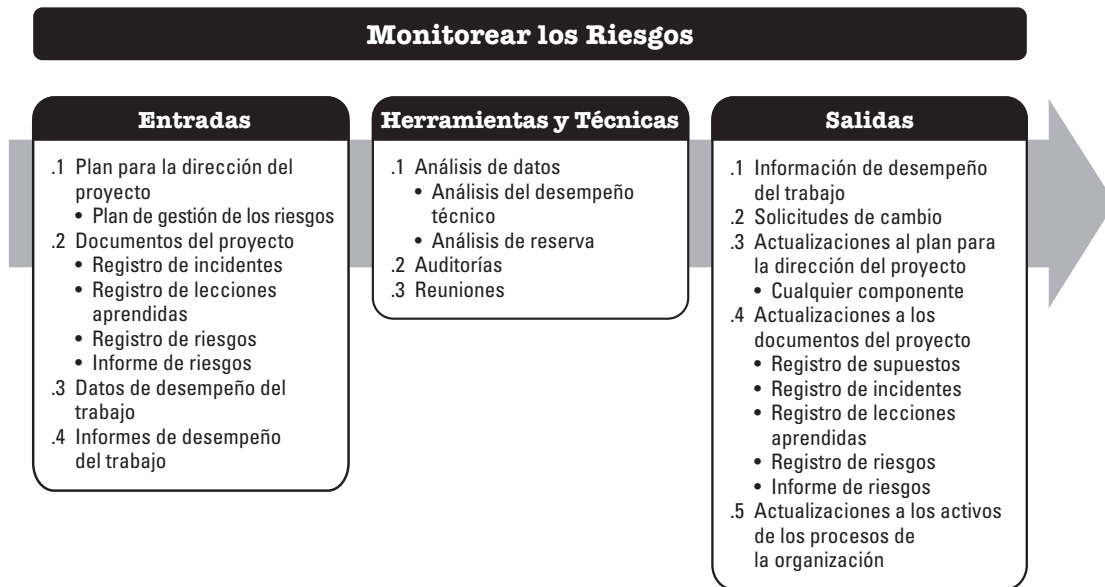 Monitorear los Riesgos
Entradas
.1 Plan para la dirección del
proyecto
• Plan de gestión de los riesgos
.2 Documentos del proyecto
• Registro de incidentes
• Registro de lecciones
aprendidas
• Registro de riesgos
• Informe de riesgos
.3 Datos de desempeño del
trabajo
.4 Informes de desempeño
del trabajo
Herramientas y Técnicas
.1 Análisis de datos
• Análisis del desempeño
técnico
• Análisis de reserva
.2 Auditorías
.3 Reuniones
Salidas
.1 Información de desempeño
del trabajo
.2 Solicitudes de cambio
.3 Actualizaciones al plan para
la dirección del proyecto
• Cualquier componente
.4 Actualizaciones a los
documentos del proyecto
• Registro de supuestos
• Registro de incidentes
• Registro de lecciones
aprendidas
• Registro de riesgos
• Informe de riesgos
.5 Actualizaciones a los activos
de los procesos de
la organización